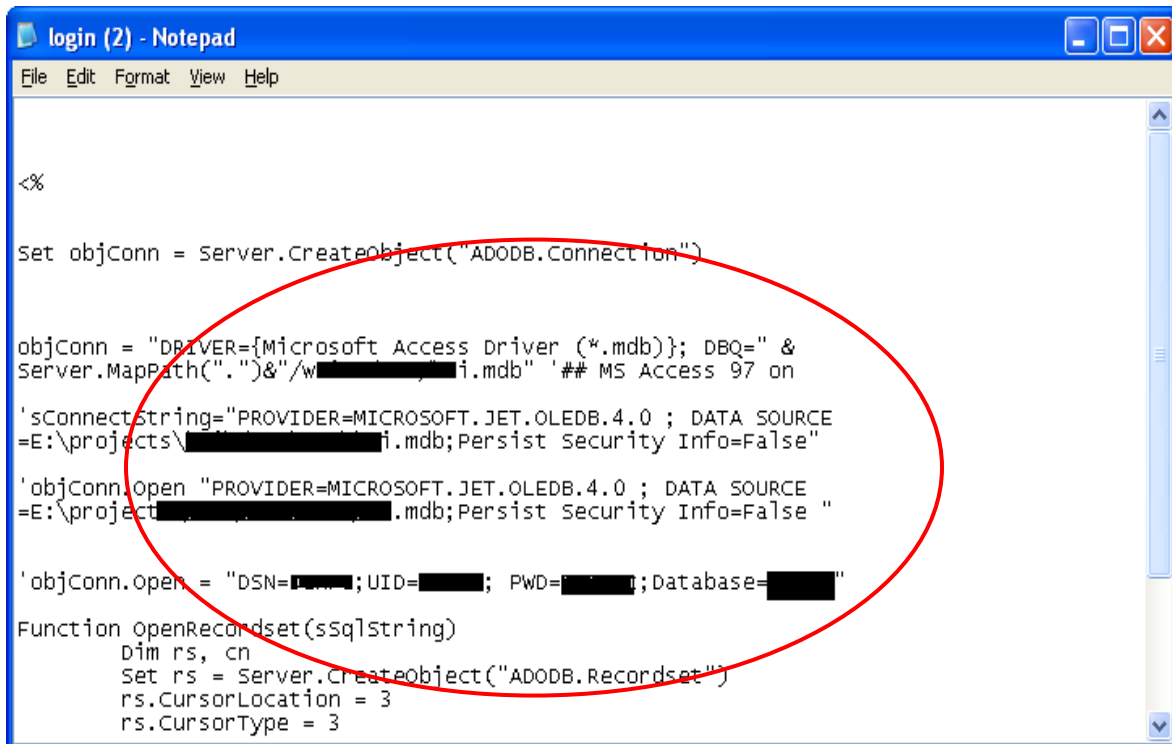 login (2) - Notepad
File Edit Format View Help
<%
Set objConn = Server.CreateObject("ADODB.Connection")
objConn = "DRIVER={Microsoft Access Driver (*.mdb)}; DBQ=" &
Server.MapPath(".")&"/w i.mdb" '## MS Access 97 on
'sConnectString="PROVIDER=MICROSOFT.JET.OLEDB.4.0 ; DATA SOURCE
=E:\projects\ i.mdb;Persist Security Info=False"
'objConn.Open "PROVIDER=MICROSOFT.JET.OLEDB.4.0 ; DATA SOURCE
=E:\project .mdb;Persist Security Info=False "
'objConn.Open = "DSN= ;UID= ; PWD= ;Database= "
Function OpenRecordset(sSqlString)
Dim rs, cn
Set rs = Server.CreateObject("ADODB.Recordset")
rs.CursorLocation = 3
rs.CursorType = 3